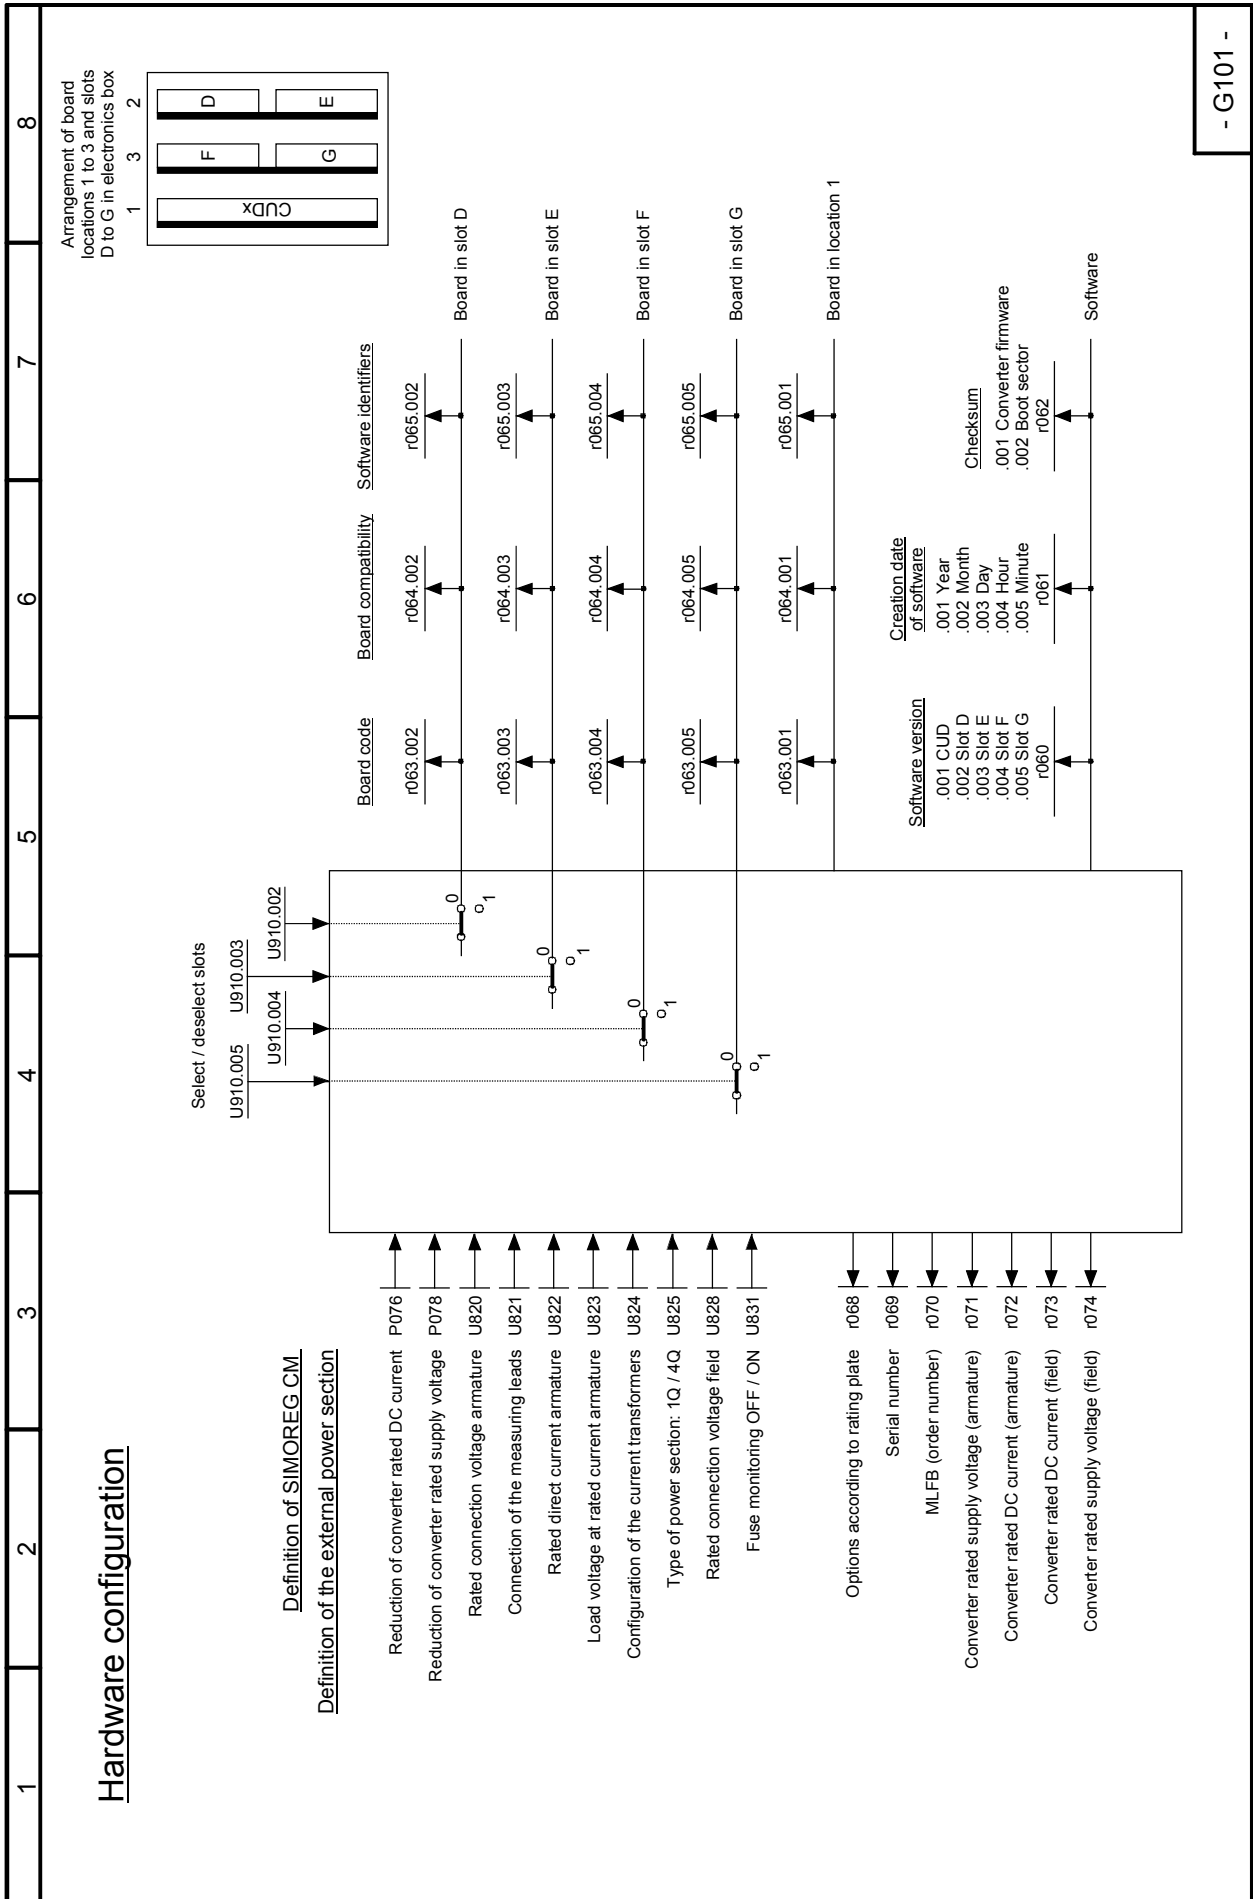 1 2 3 4 5 6 7 8
Hardware configuration
Arrangement of board
locations 1 to 3 and slots
D to G in electronics box
1 3 2
CUDx
F
D
G
E
Select / deselect slots
U910.005
U910.004
U910.003
U910.002
Definition of SIMOREG CM
Definition of the external power section
Reduction of converter rated DC current P076
Reduction of converter rated supply voltage P078
Rated connection voltage armature U820
Connection of the measuring leads U821
Rated direct current armature U822
Load voltage at rated current armature U823
Configuration of the current transformers U824
Type of power section: 1Q / 4Q U825
Rated connection voltage field U828
Fuse monitoring OFF / ON U831
Options according to rating plate r068
Serial number r069
MLFB (order number) r070
Converter rated supply voltage (armature) r071
Converter rated DC current (armature) r072
Converter rated DC current (field) r073
Converter rated supply voltage (field) r074
0
1
0
1
0
1
0
1
Board code Board compatibility Software identifiers
r063.002 r064.002 r065.002
Board in slot D
r063.003 r064.003 r065.003
Board in slot E
r063.004 r064.004 r065.004
Board in slot F
r063.005 r064.005 r065.005
Board in slot G
r063.001 r064.001 r065.001
Board in location 1
Software version
.001 CUD
.002 Slot D
.003 Slot E
.004 Slot F
.005 Slot G
r060
Creation date
of software
.001 Year
.002 Month
.003 Day
.004 Hour
.005 Minute
r061
Checksum
.001 Converter firmware
.002 Boot sector
r062
Software
- G101 -